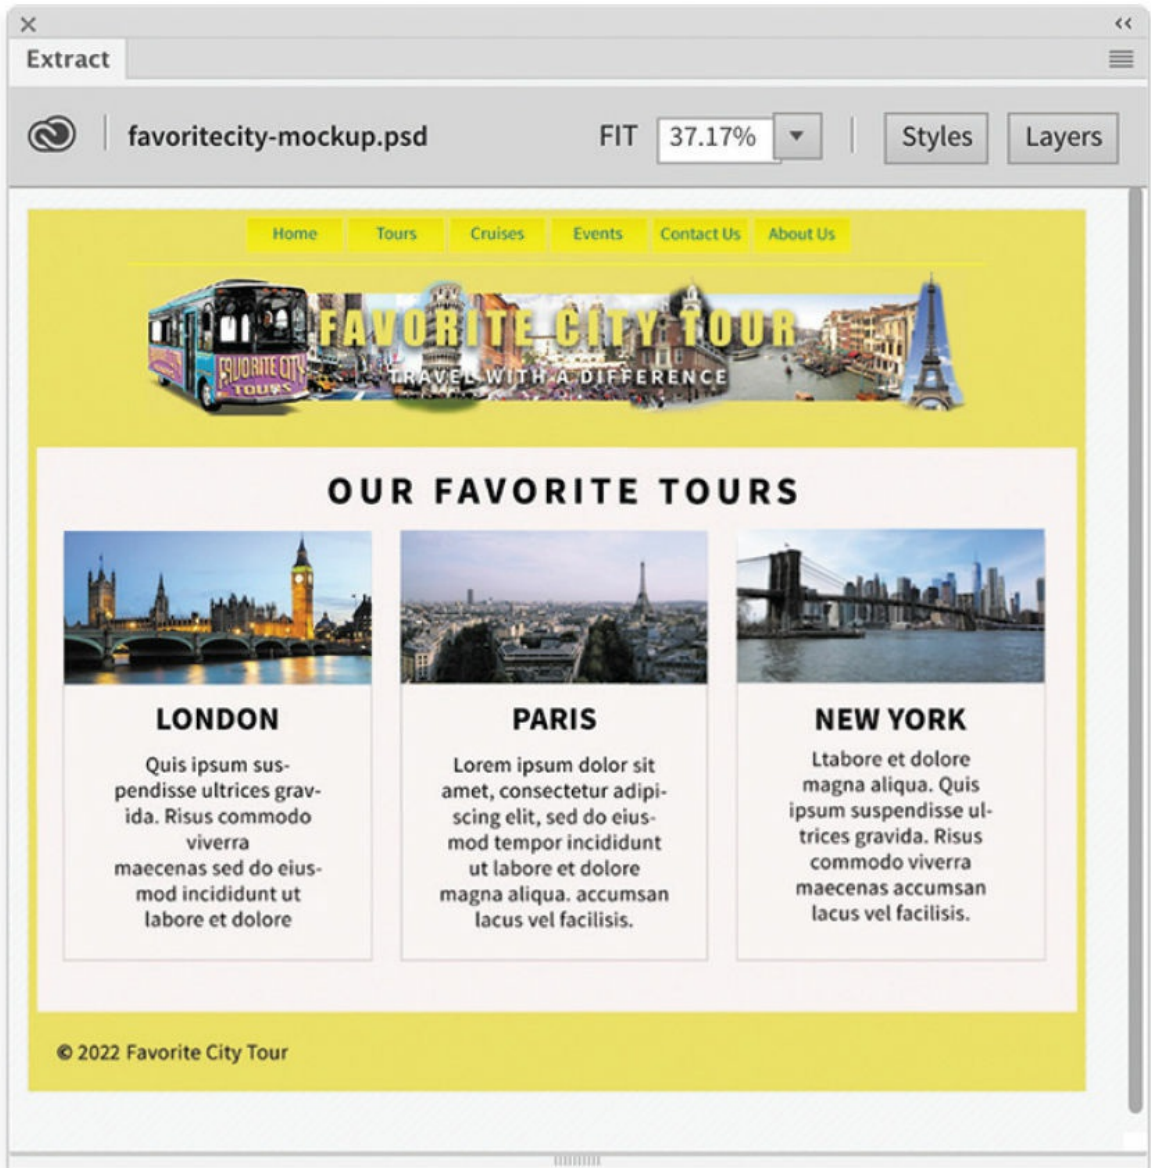 Extract
favoritecity-mockup.psd FIT 37.17% Styles Layers
Home Tours Cruises Events Contact Us About Us
FAVORITE CITY TOUR
FAVORITE CITY
TOURS
TRAVEL WITH A DIFFERENCE
OUR FAVORITE TOURS
LONDON
Quis ipsum sus-
pendisse ultrices grav-
ida. Risus commodo
viverra
maecenas sed do eius-
mod incididunt ut
labore et dolore
PARIS
Lorem ipsum dolor sit
amet, consectetur adipi-
scing elit, sed do eius-
mod tempor incididunt
ut labore et dolore
magna aliqua. accumsan
lacus vel facilisis.
NEW YORK
Ltabore et dolore
magna aliqua. Quis
ipsum suspendisse ul-
trices gravida. Risus
commodo viverra
maecenas accumsan
lacus vel facilisis.
© 2022 Favorite City Tour